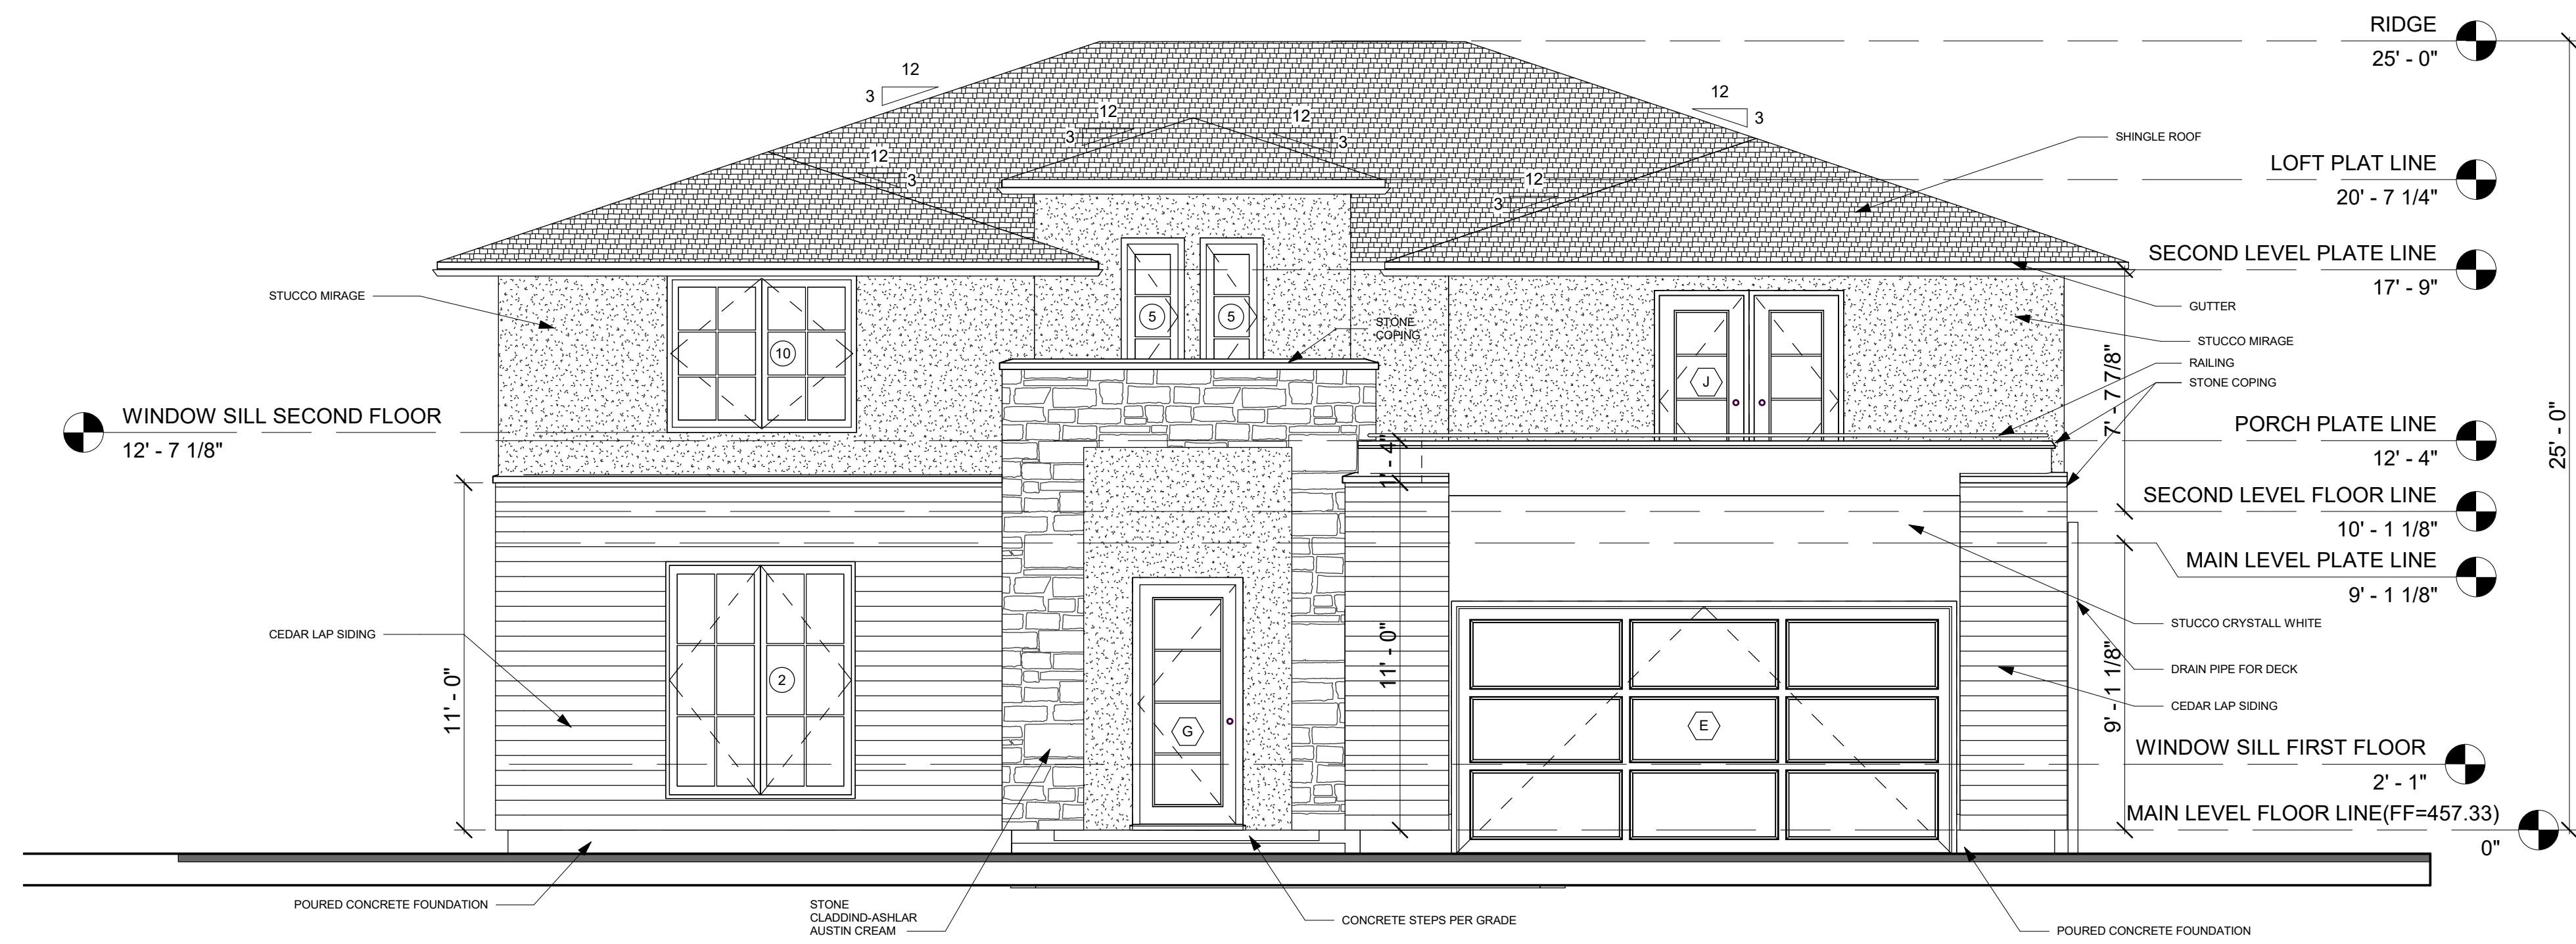 RIDGE
25' - 0"
12
3
12
3
12
3
12
3
SHINGLE ROOF
12
3
12
3
LOFT PLAT LINE
20' - 7 1/4"
SECOND LEVEL PLATE LINE
17' - 9"
STUCCO MIRAGE
GUTTER
5
5
STONE
COPING
STUCCO MIRAGE
10
RAILING
J
STONE COPING
7' - 7 7/8"
WINDOW SILL SECOND FLOOR
12' - 7 1/8"
PORCH PLATE LINE
12' - 4"
25' - 0"
1' - 4"
SECOND LEVEL FLOOR LINE
10' - 1 1/8"
MAIN LEVEL PLATE LINE
9' - 1 1/8"
STUCCO CRYSTALL WHITE
CEDAR LAP SIDING
11' - 0"
11' - 0"
DRAIN PIPE FOR DECK
9' - 1 1/8"
2
CEDAR LAP SIDING
G
E
WINDOW SILL FIRST FLOOR
2' - 1"
MAIN LEVEL FLOOR LINE(FF=457.33)
0"
POURED CONCRETE FOUNDATION
STONE
CLADDIND-ASHLAR
AUSTIN CREAM
CONCRETE STEPS PER GRADE
POURED CONCRETE FOUNDATION